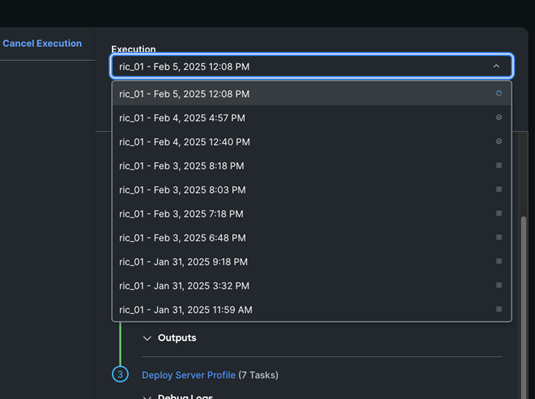 Cancel Execution
Execution
ric_01 - Feb 5, 2025 12:08 PM
ric_01 - Feb 5, 2025 12:08 PM
ric_01 - Feb 4, 2025 4:57 PM
ric_01 - Feb 4, 2025 12:40 PM
ric_01 - Feb 3, 2025 8:18 PM
ric_01 - Feb 3, 2025 8:03 PM
ric_01 - Feb 3, 2025 7:18 PM
ric_01 - Feb 3, 2025 6:48 PM
ric_01 - Jan 31, 2025 9:18 PM
ric_01 - Jan 31, 2025 3:32 PM
ric_01 - Jan 31, 2025 11:59 AM
Outputs
3 Deploy Server Profile (7 Tasks)
Debug Logs